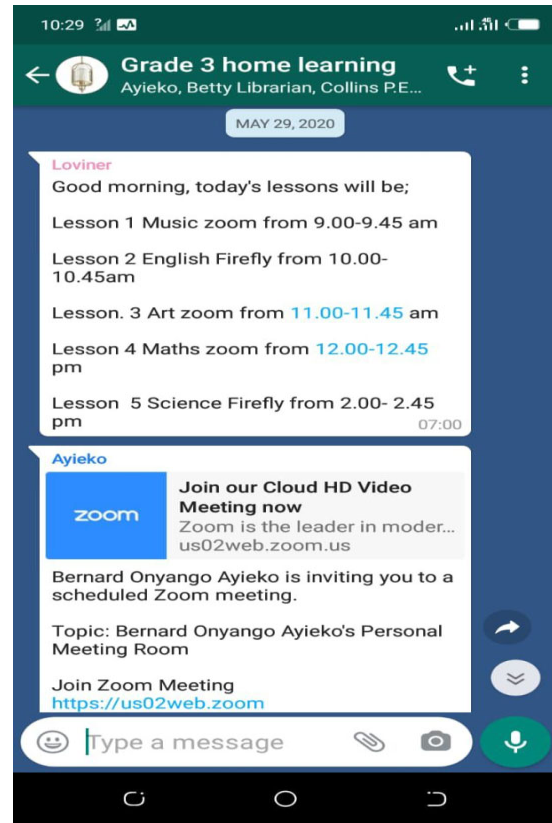 10:29
Grade 3 home learning
Ayieko, Betty Librarian, Collins P.E...
MAY 29, 2020
Loviner
Good morning, today's lessons will be;
Lesson 1 Music zoom from 9.00-9.45 am
Lesson 2 English Firefly from 10.00-
10.45am
Lesson. 3 Art zoom from 11.00-11.45 am
Lesson 4 Maths zoom from 12.00-12.45
pm
Lesson  5 Science Firefly from 2.00- 2.45
pm
07:00
Ayieko
zoom
Join our Cloud HD Video
Meeting now
Zoom is the leader in moder...
us02web.zoom.us
Bernard Onyango Ayieko is inviting you to a
scheduled Zoom meeting.
Topic: Bernard Onyango Ayieko's Personal
Meeting Room
Join Zoom Meeting
https://us02web.zoom
Type a message